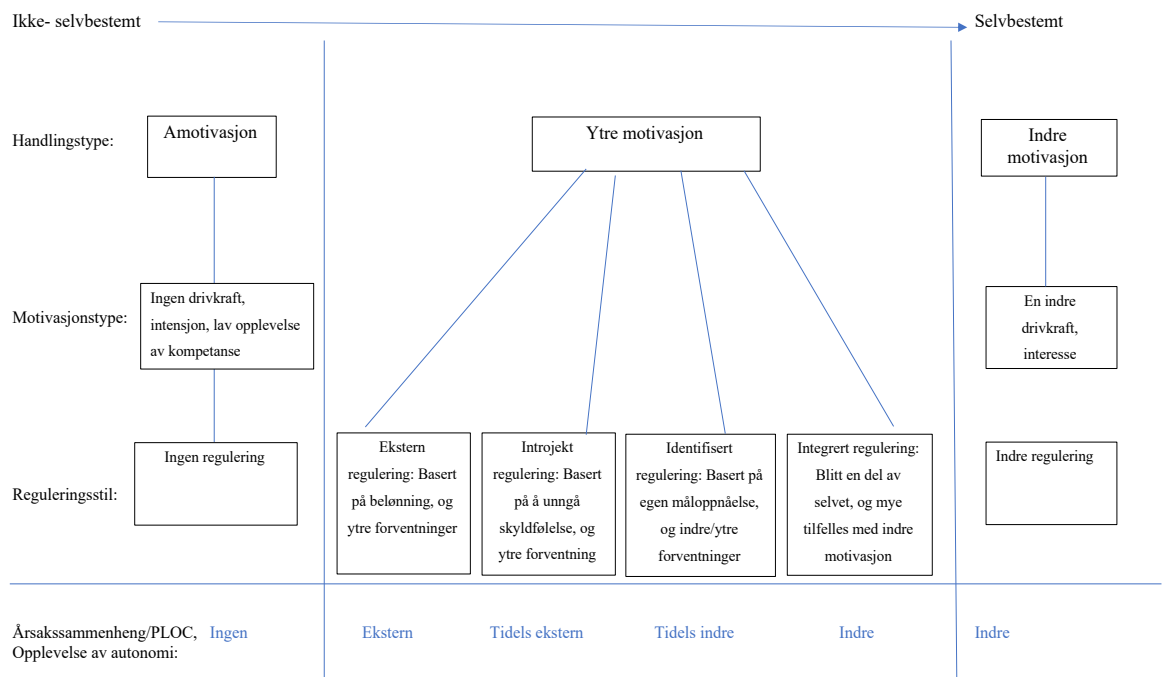 Ikke- selvbestemt
Selvbestemt
Handlingstype:
Amotivasjon
Ytre motivasjon
Indre
motivasjon
Motivasjonstype:
Ingen drivkraft,
intensjon, lav opplevelse
av kompetanse
En indre
drivkraft,
interesse
Reguleringsstil:
Ingen regulering
Ekstern
regulering: Basert
på belønning, og
ytre forventninger
Introjekt
regulering: Basert
på å unngå
skyldfølelse, og
ytre forventning
Identifisert
regulering: Basert på
egen måloppnåelse,
og indre/ytre
forventninger
Integrert regulering:
Blitt en del av
selvet, og mye
tilfelles med indre
motivasjon
Indre regulering
Årsakssammenheng/PLOC,
Opplevelse av autonomi:
Ingen
Ekstern
Tidels ekstern
Tidels indre
Indre
Indre